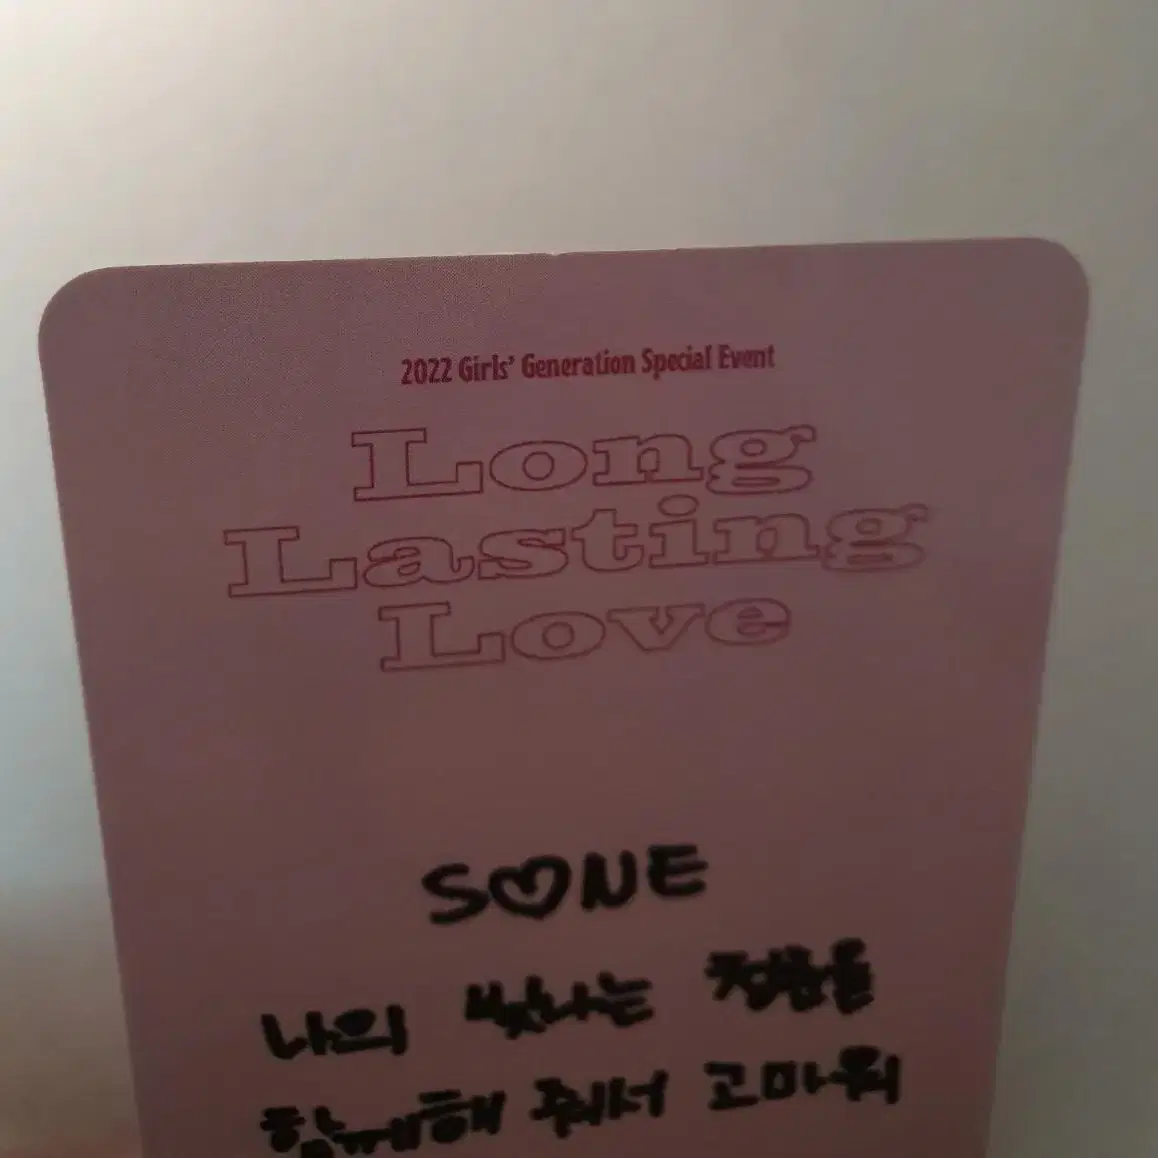 2022 Girls' Generation Special Event
Long
Lasting
Love
S♡NE
나의 빛나는 청춘을
함께해 줘서 고마워